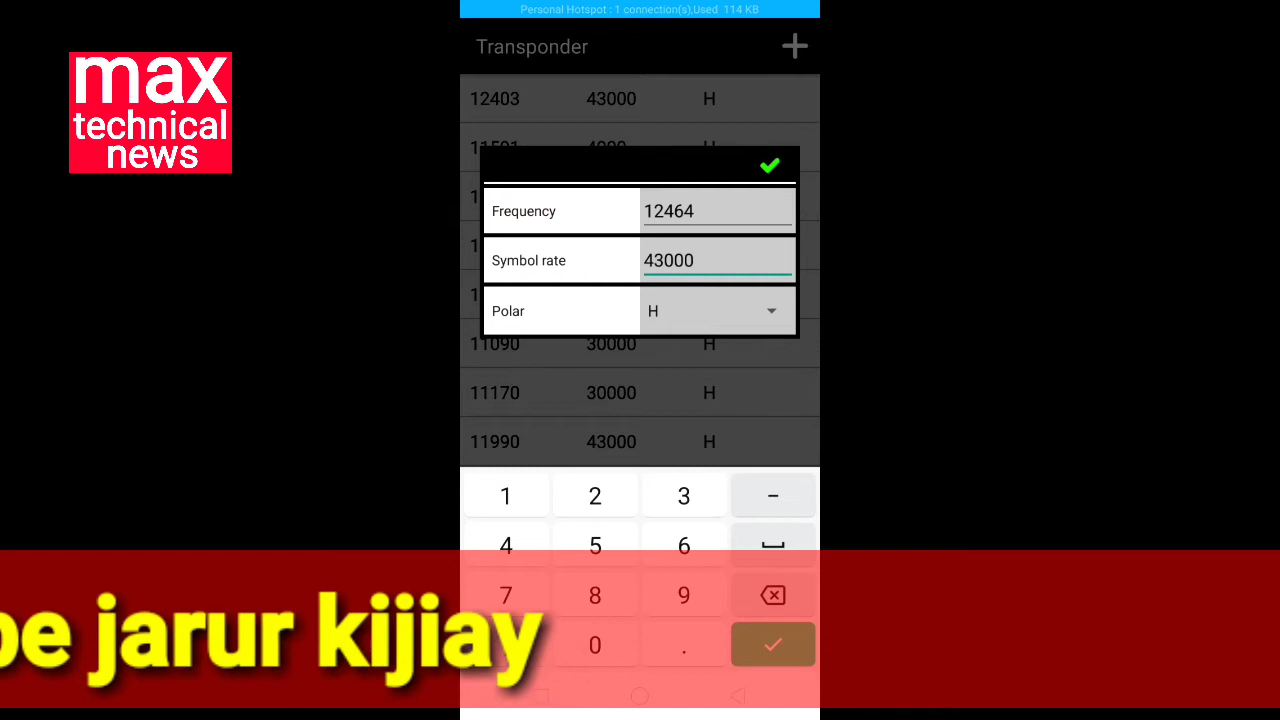 Personal Hotspot : 1 connection(s),Used 114 KB
max
technical
news
Transponder +
12403 43000 H
Frequency 12464
Symbol rate 43000
Polar H
11090 30000 H
11170 30000 H
11990 43000 H
1 2 3 -
4 5 6
7 8 9
0 .
be jarur kijiay